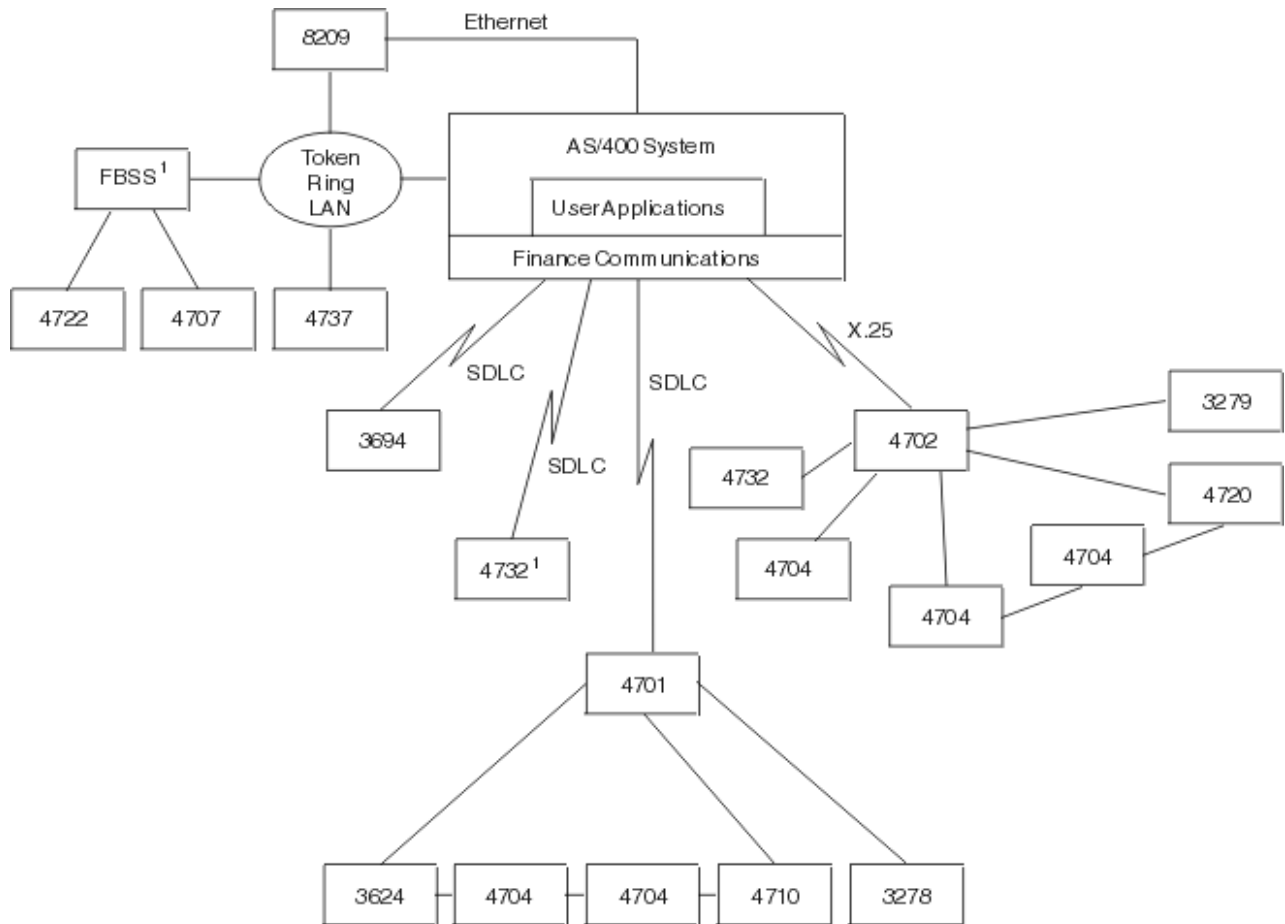 Ethernet
8209
AS/400 System
Token
Ring
LAN
FBSS¹
User Applications
Finance Communications
4722
4707
4737
X.25
SDLC
SDLC
3279
3694
4702
SDLC
4732
4720
4732¹
4704
4704
4704
4701
3624
4704
4704
4710
3278